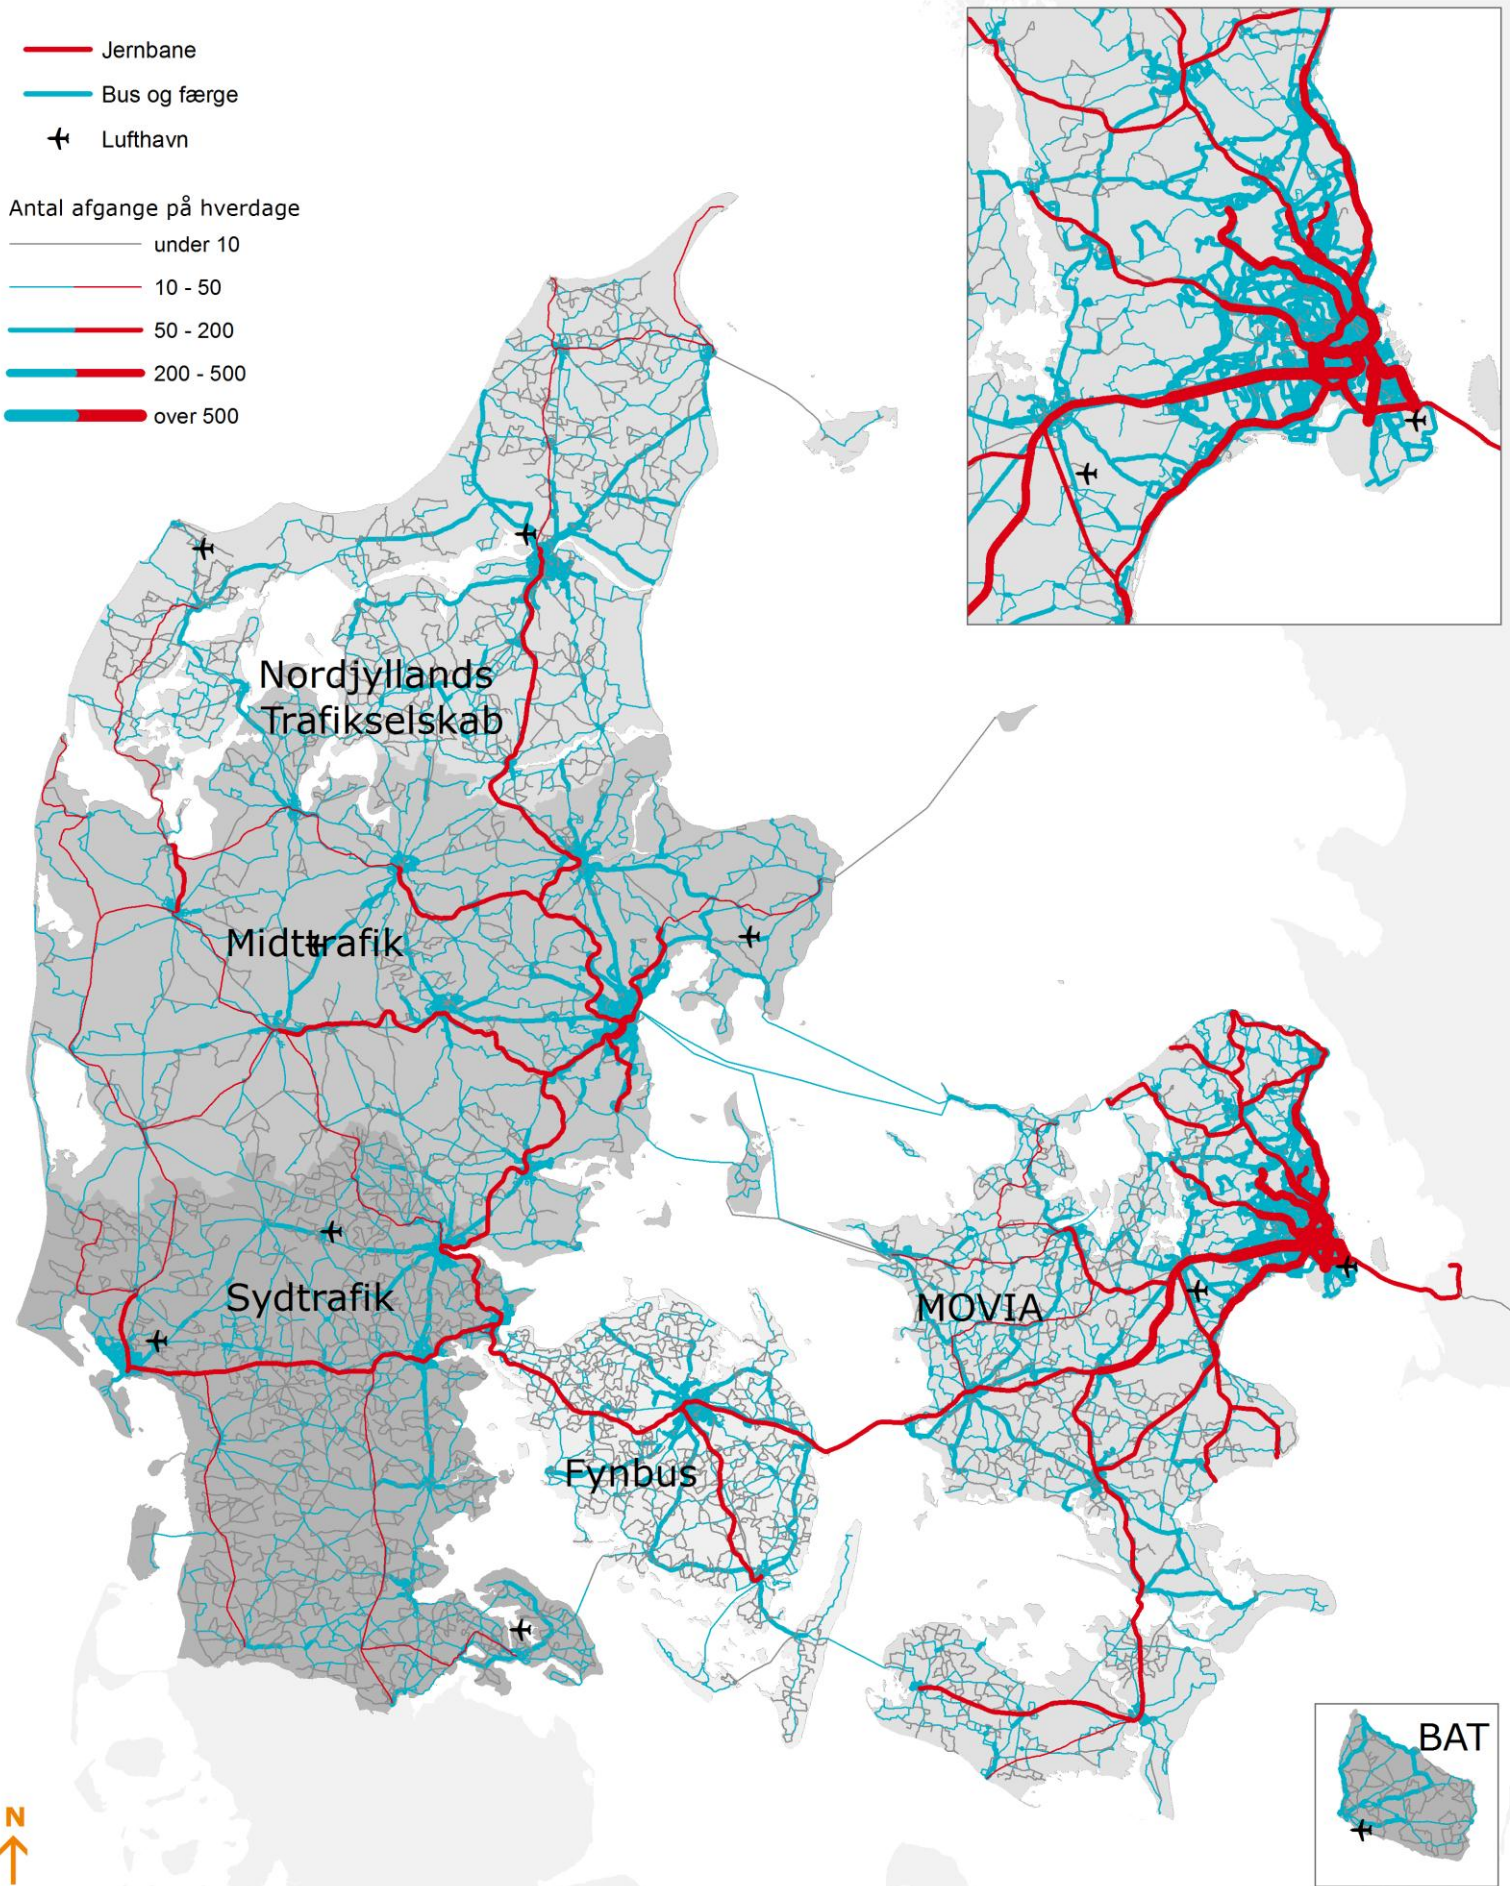 Jernbane
Bus og færge
Lufthavn
Antal afgange på hverdage
under 10
10 - 50
50 - 200
200 - 500
over 500
Nordjyllands
Trafikselskab
Midttrafik
Sydtrafik
MOVIA
Fynbus
BAT
N